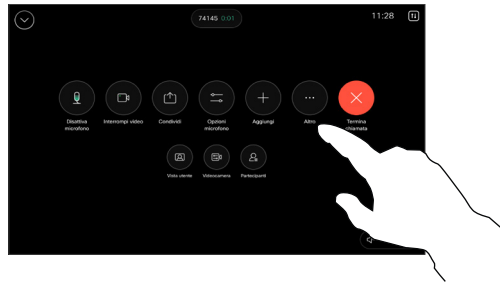 74145 0:01
11:28
Disattiva microfono
Interrompi video
Condividi
Opzioni microfono
Aggiungi
Altro
Termina chiamata
Vista utente
Videocamera
Partecipanti